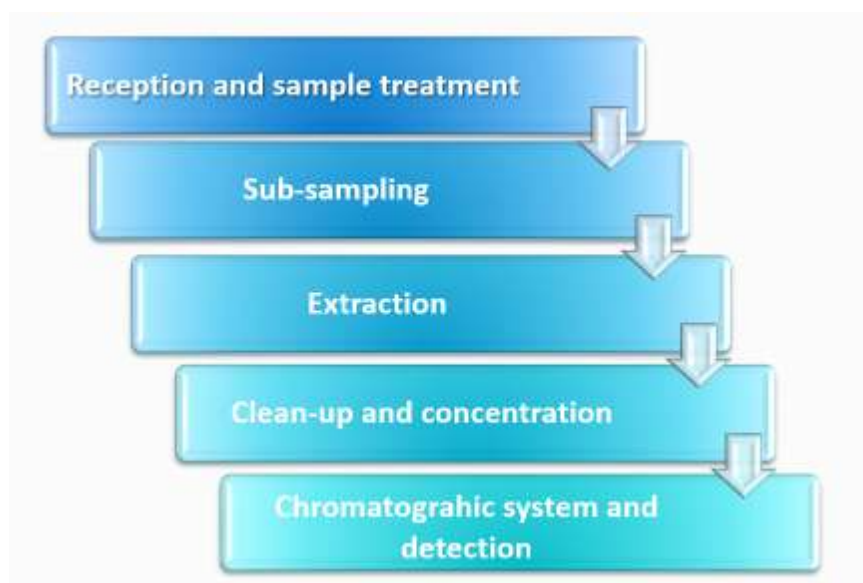 Reception and sample treatment
Sub-sampling
Extraction
Clean-up and concentration
Chromatograhic system and
detection